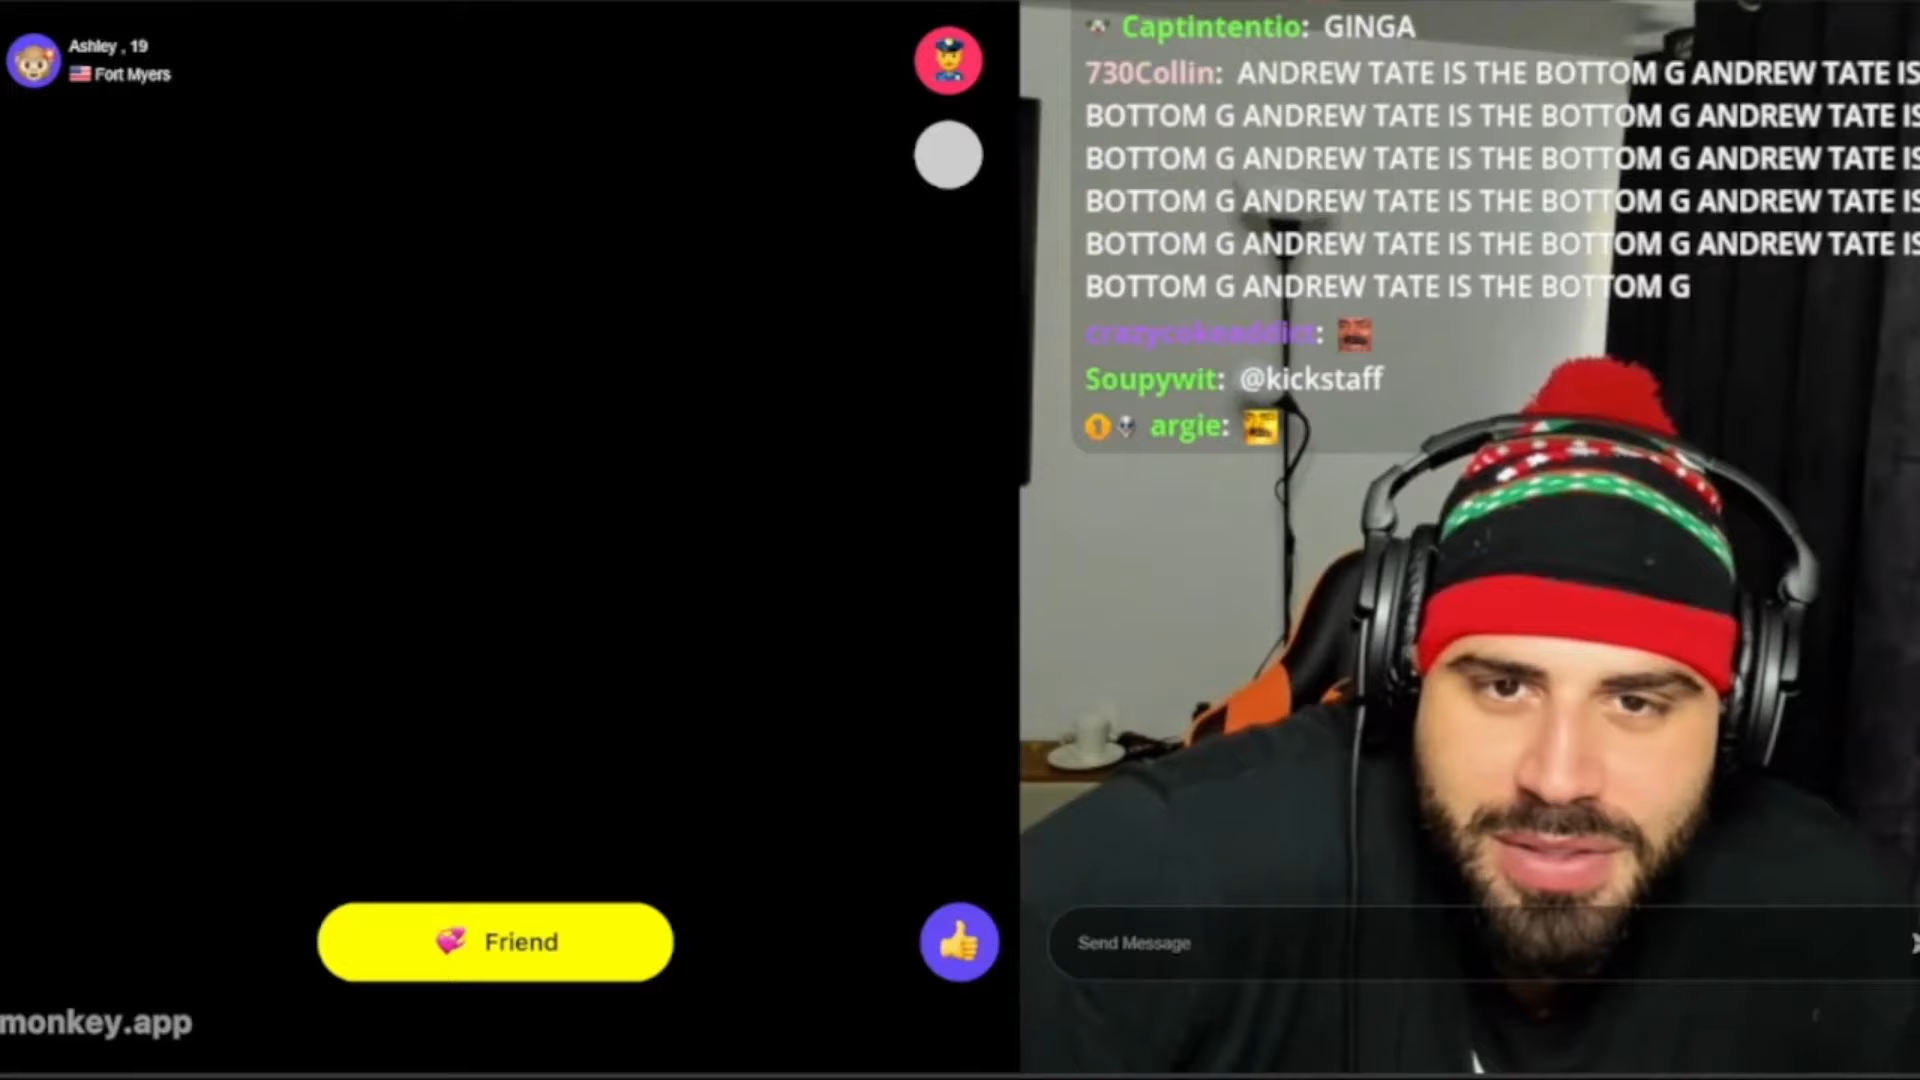 Ashley , 19
Fort Myers
Captintentio: GINGA
730Collin: ANDREW TATE IS THE BOTTOM G ANDREW TATE IS
BOTTOM G ANDREW TATE IS THE BOTTOM G ANDREW TATE IS
BOTTOM G ANDREW TATE IS THE BOTTOM G ANDREW TATE IS
BOTTOM G ANDREW TATE IS THE BOTTOM G ANDREW TATE IS
BOTTOM G ANDREW TATE IS THE BOTTOM G ANDREW TATE IS
BOTTOM G ANDREW TATE IS THE BOTTOM G
crazycokeaddict:
Soupywit: @kickstaff
1 argie:
Friend
Send Message
monkey.app